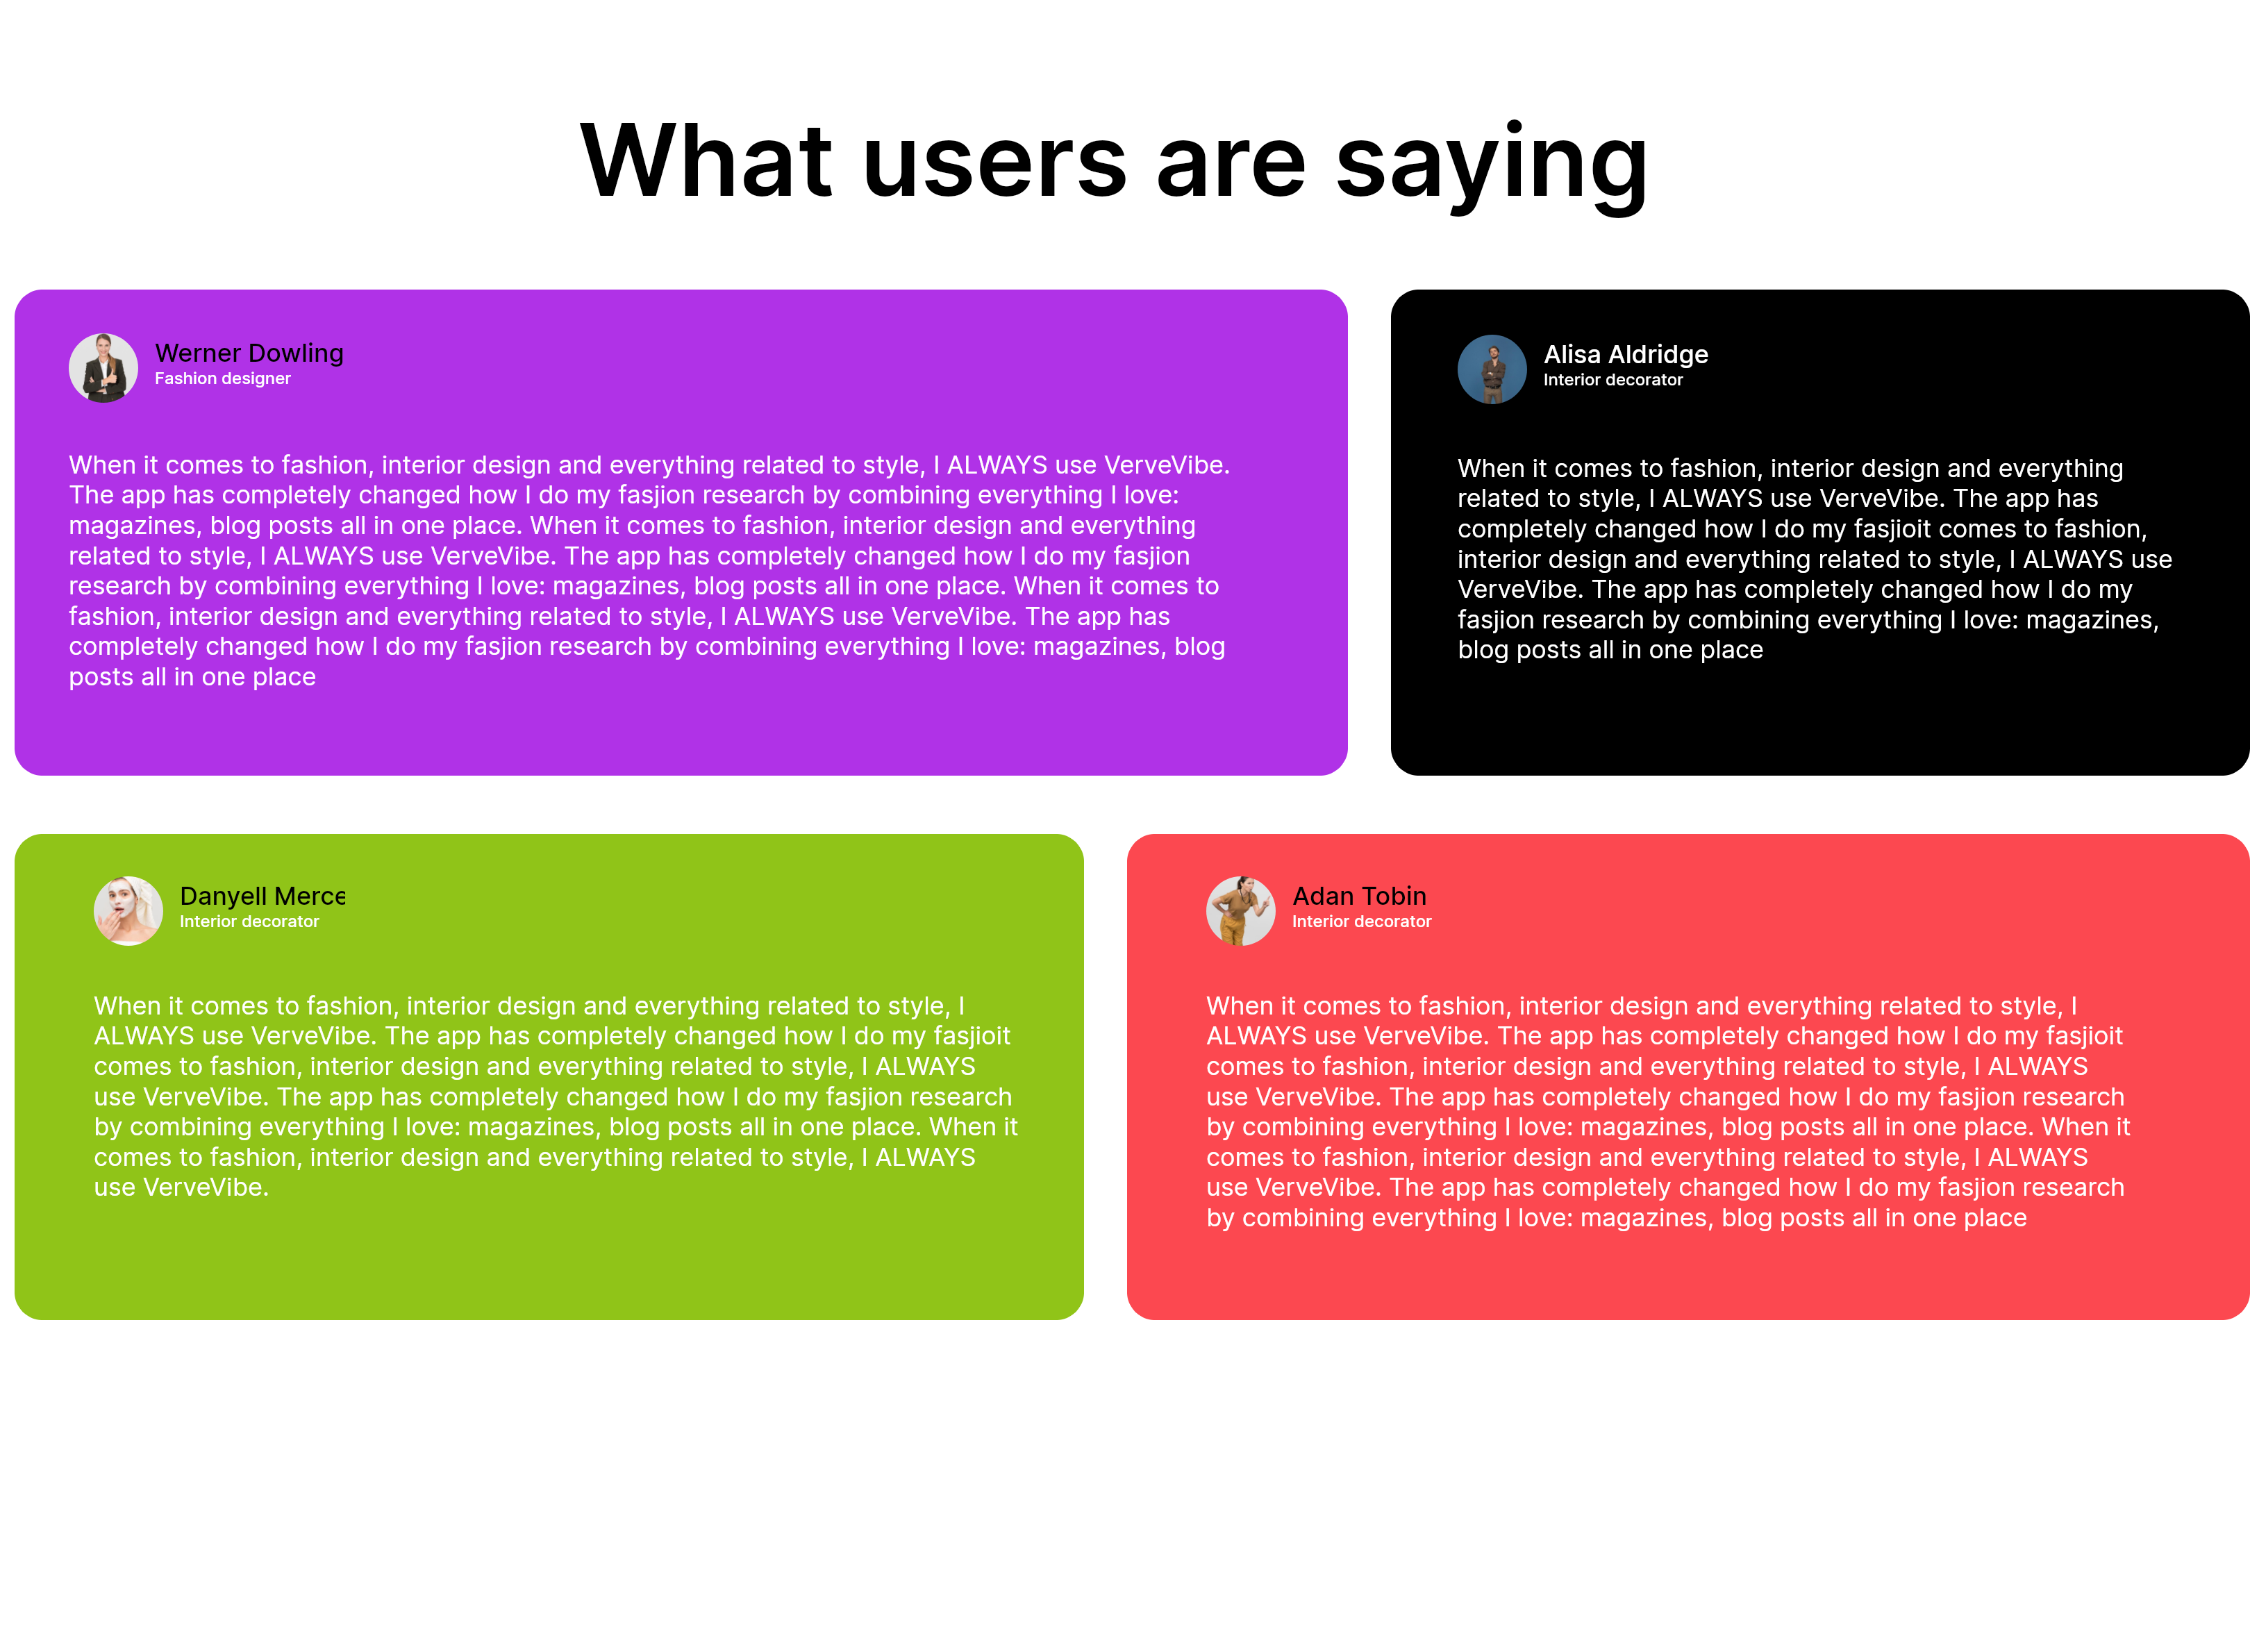 What users are saying
Werner Dowling
Fashion designer
When it comes to fashion, interior design and everything related to style, I ALWAYS use VerveVibe.
The app has completely changed how I do my fasjion research by combining everything I love:
magazines, blog posts all in one place. When it comes to fashion, interior design and everything
related to style, I ALWAYS use VerveVibe. The app has completely changed how I do my fasjion
research by combining everything I love: magazines, blog posts all in one place. When it comes to
fashion, interior design and everything related to style, I ALWAYS use VerveVibe. The app has
completely changed how I do my fasjion research by combining everything I love: magazines, blog
posts all in one place
Alisa Aldridge
Interior decorator
When it comes to fashion, interior design and everything
related to style, I ALWAYS use VerveVibe. The app has
completely changed how I do my fasjioit comes to fashion,
interior design and everything related to style, I ALWAYS use
VerveVibe. The app has completely changed how I do my
fasjion research by combining everything I love: magazines,
blog posts all in one place
Danyell Merce
Interior decorator
When it comes to fashion, interior design and everything related to style, I
ALWAYS use VerveVibe. The app has completely changed how I do my fasjioit
comes to fashion, interior design and everything related to style, I ALWAYS
use VerveVibe. The app has completely changed how I do my fasjion research
by combining everything I love: magazines, blog posts all in one place. When it
comes to fashion, interior design and everything related to style, I ALWAYS
use VerveVibe.
Adan Tobin
Interior decorator
When it comes to fashion, interior design and everything related to style, I
ALWAYS use VerveVibe. The app has completely changed how I do my fasjioit
comes to fashion, interior design and everything related to style, I ALWAYS
use VerveVibe. The app has completely changed how I do my fasjion research
by combining everything I love: magazines, blog posts all in one place. When it
comes to fashion, interior design and everything related to style, I ALWAYS
use VerveVibe. The app has completely changed how I do my fasjion research
by combining everything I love: magazines, blog posts all in one place